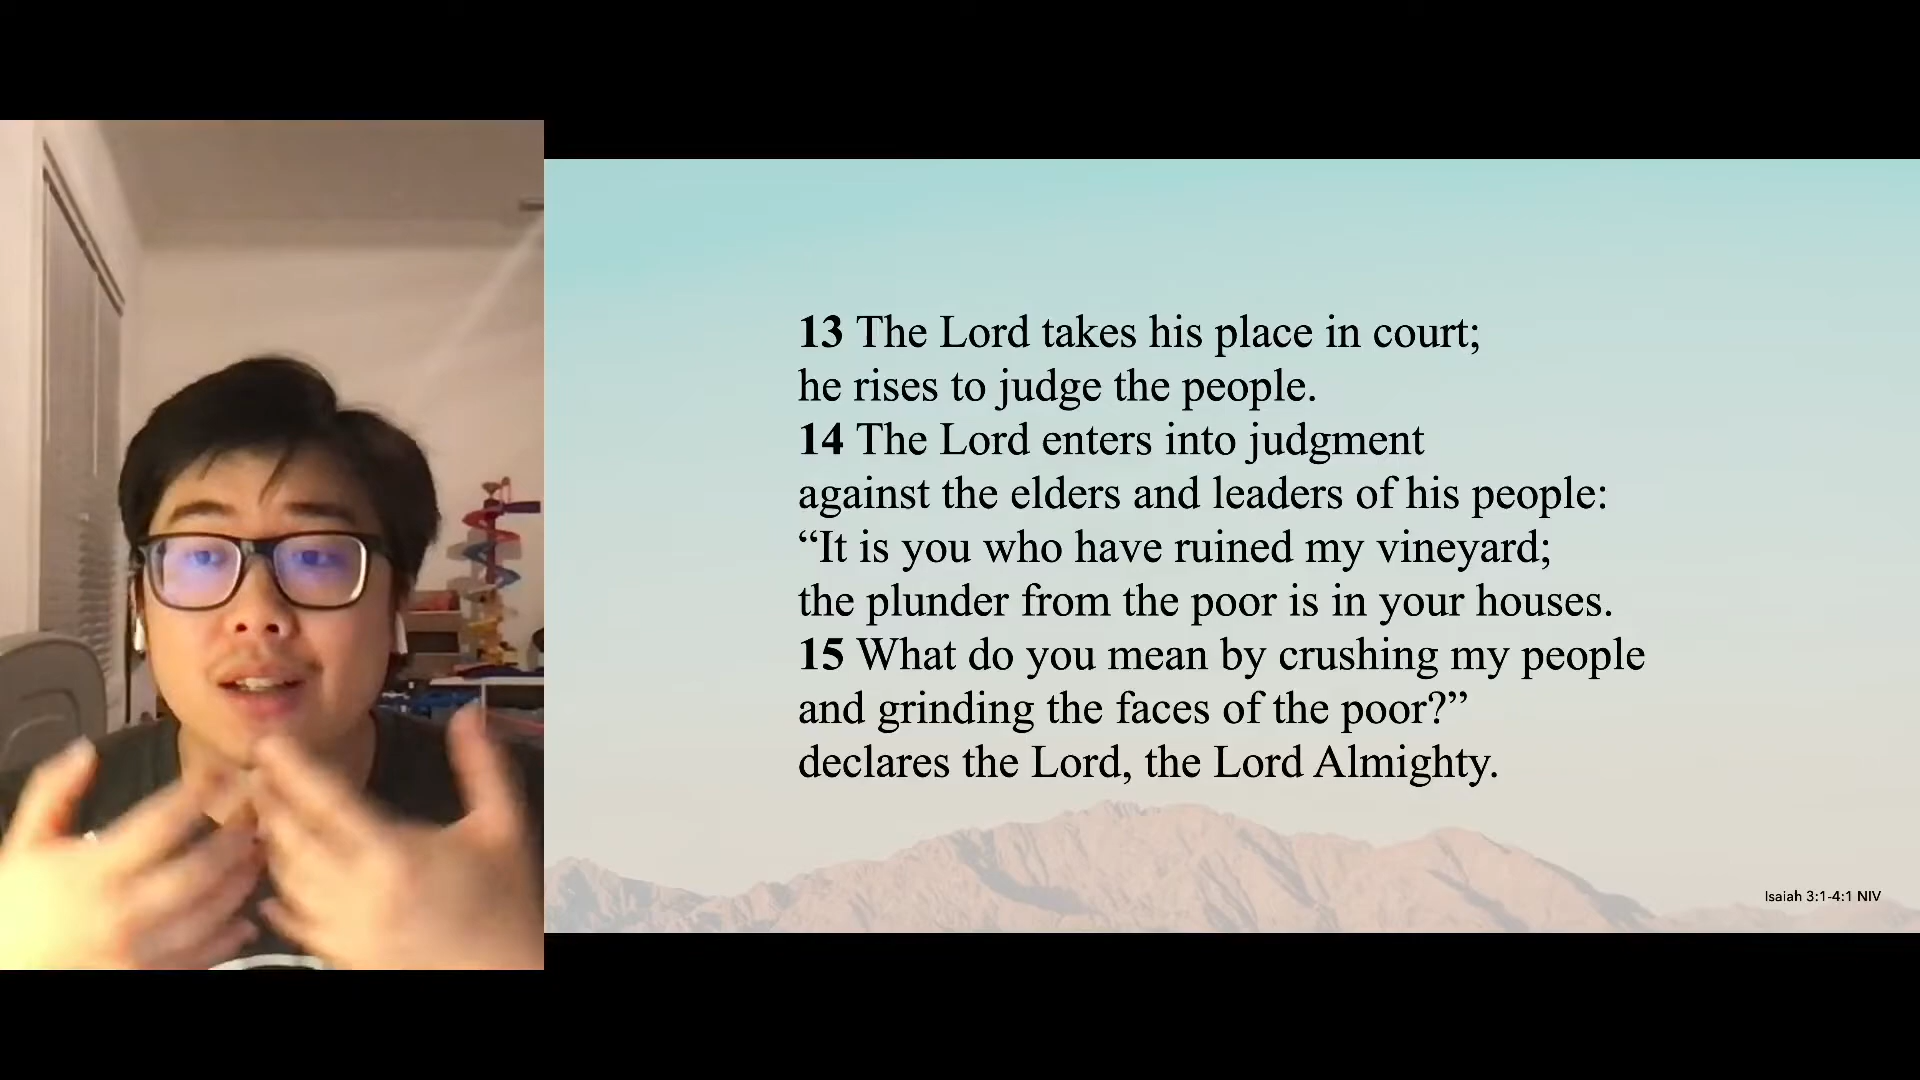 13 The Lord takes his place in court;
he rises to judge the people.
14 The Lord enters into judgment
against the elders and leaders of his people:
“It is you who have ruined my vineyard;
the plunder from the poor is in your houses.
15 What do you mean by crushing my people
and grinding the faces of the poor?”
declares the Lord, the Lord Almighty.
Isaiah 3:1-4:1 NIV